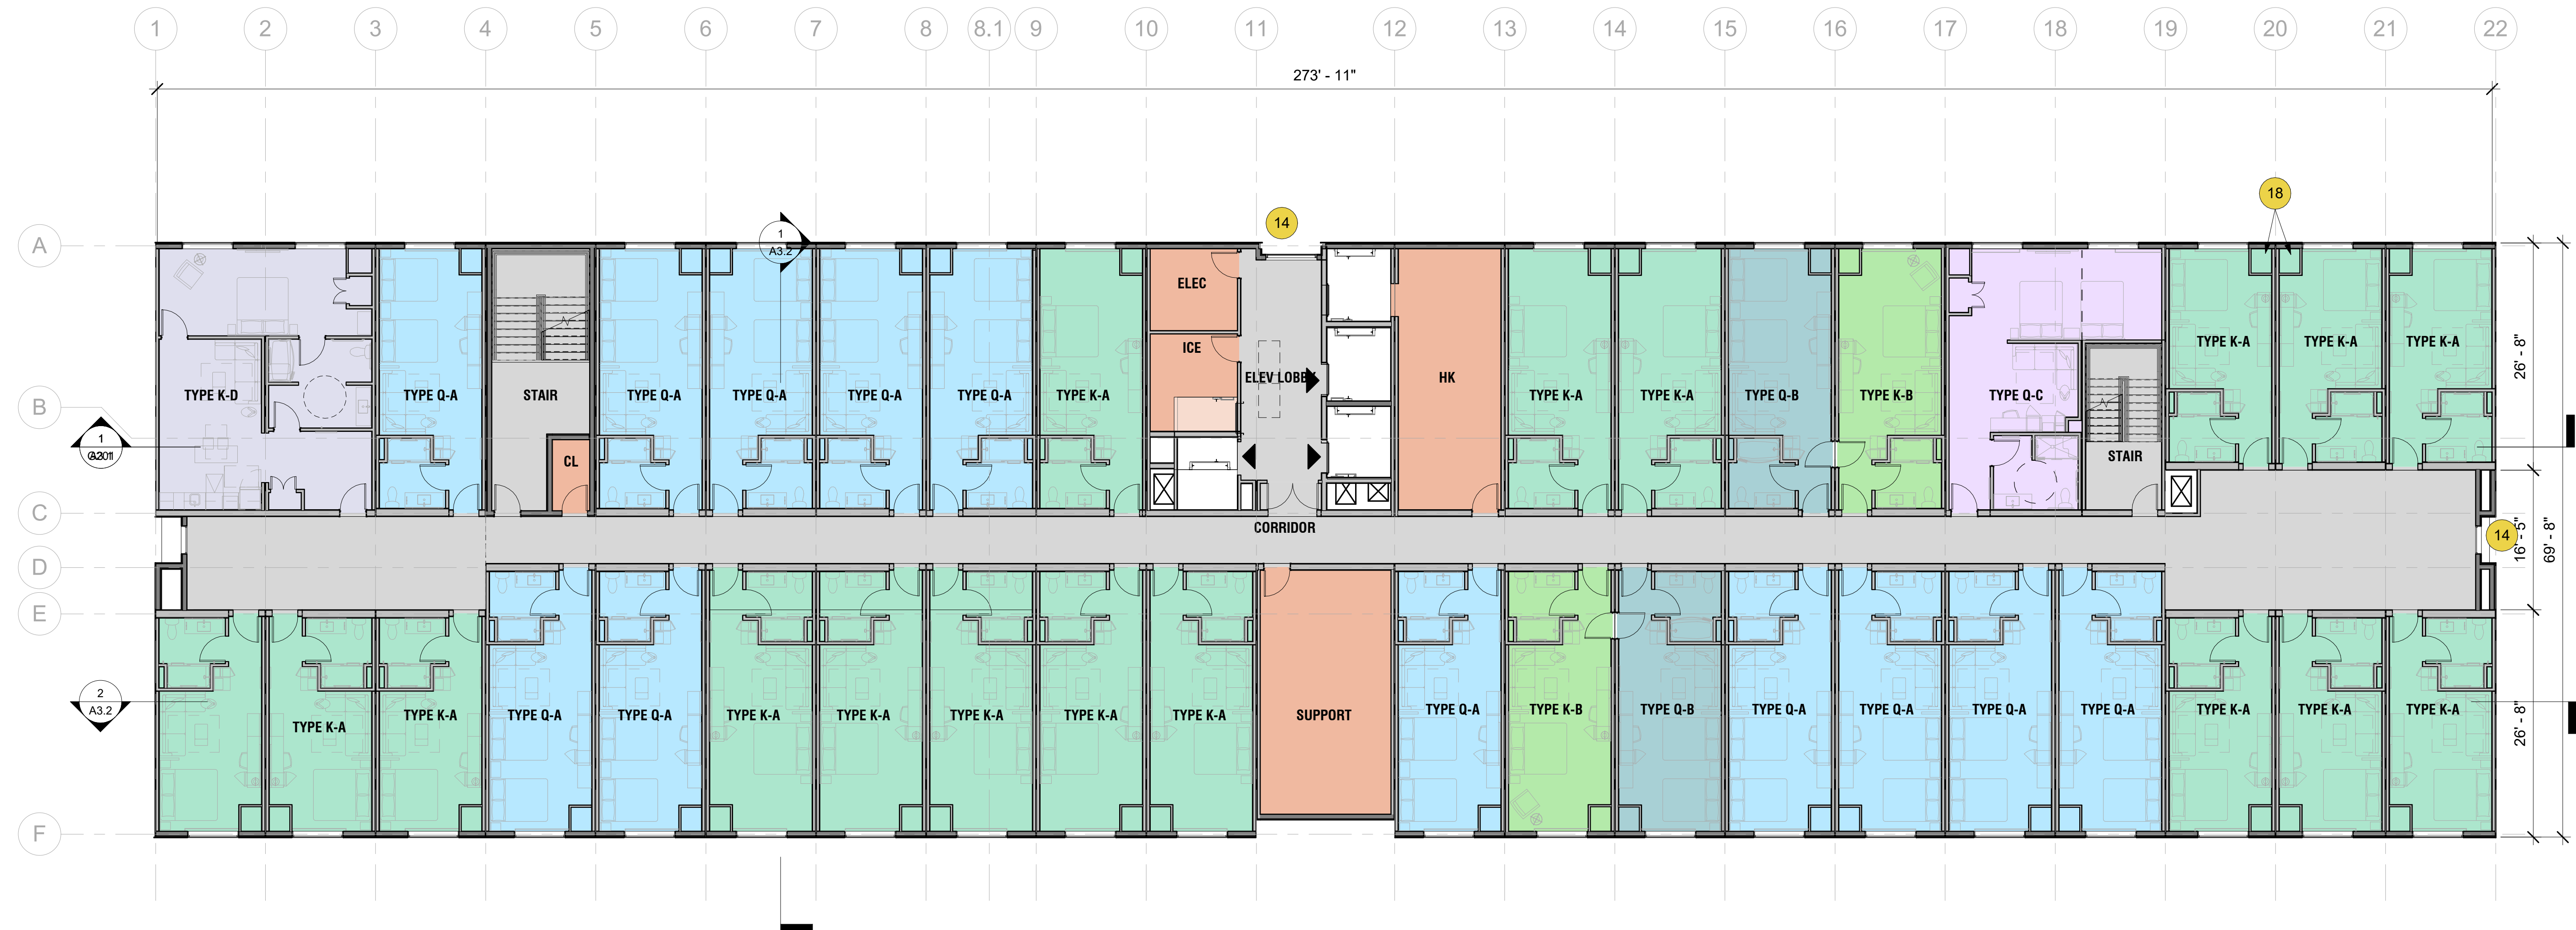 1 2 3 4 5 6 7 8 8.1 9 10 11 12 13 14 15 16 17 18 19 20 21 22
273' - 11"
18
14
A
1
A3.2
ELEC
ICE
ELEV LOBBY
HK
TYPE K-A TYPE K-A TYPE K-A
26' - 8"
TYPE K-D TYPE Q-A STAIR TYPE Q-A TYPE Q-A TYPE Q-A TYPE Q-A TYPE K-A TYPE K-A TYPE K-A TYPE Q-B TYPE K-B TYPE Q-C
B
1
CL
STAIR
C
CORRIDOR
14
16' - 5"
69' - 8"
D
E
2
A3.2
TYPE K-A TYPE K-A TYPE Q-A TYPE Q-A TYPE K-A TYPE K-A TYPE K-A TYPE K-A TYPE K-A SUPPORT TYPE Q-A TYPE K-B TYPE Q-B TYPE Q-A TYPE Q-A TYPE Q-A TYPE Q-A TYPE K-A TYPE K-A TYPE K-A
26' - 8"
F